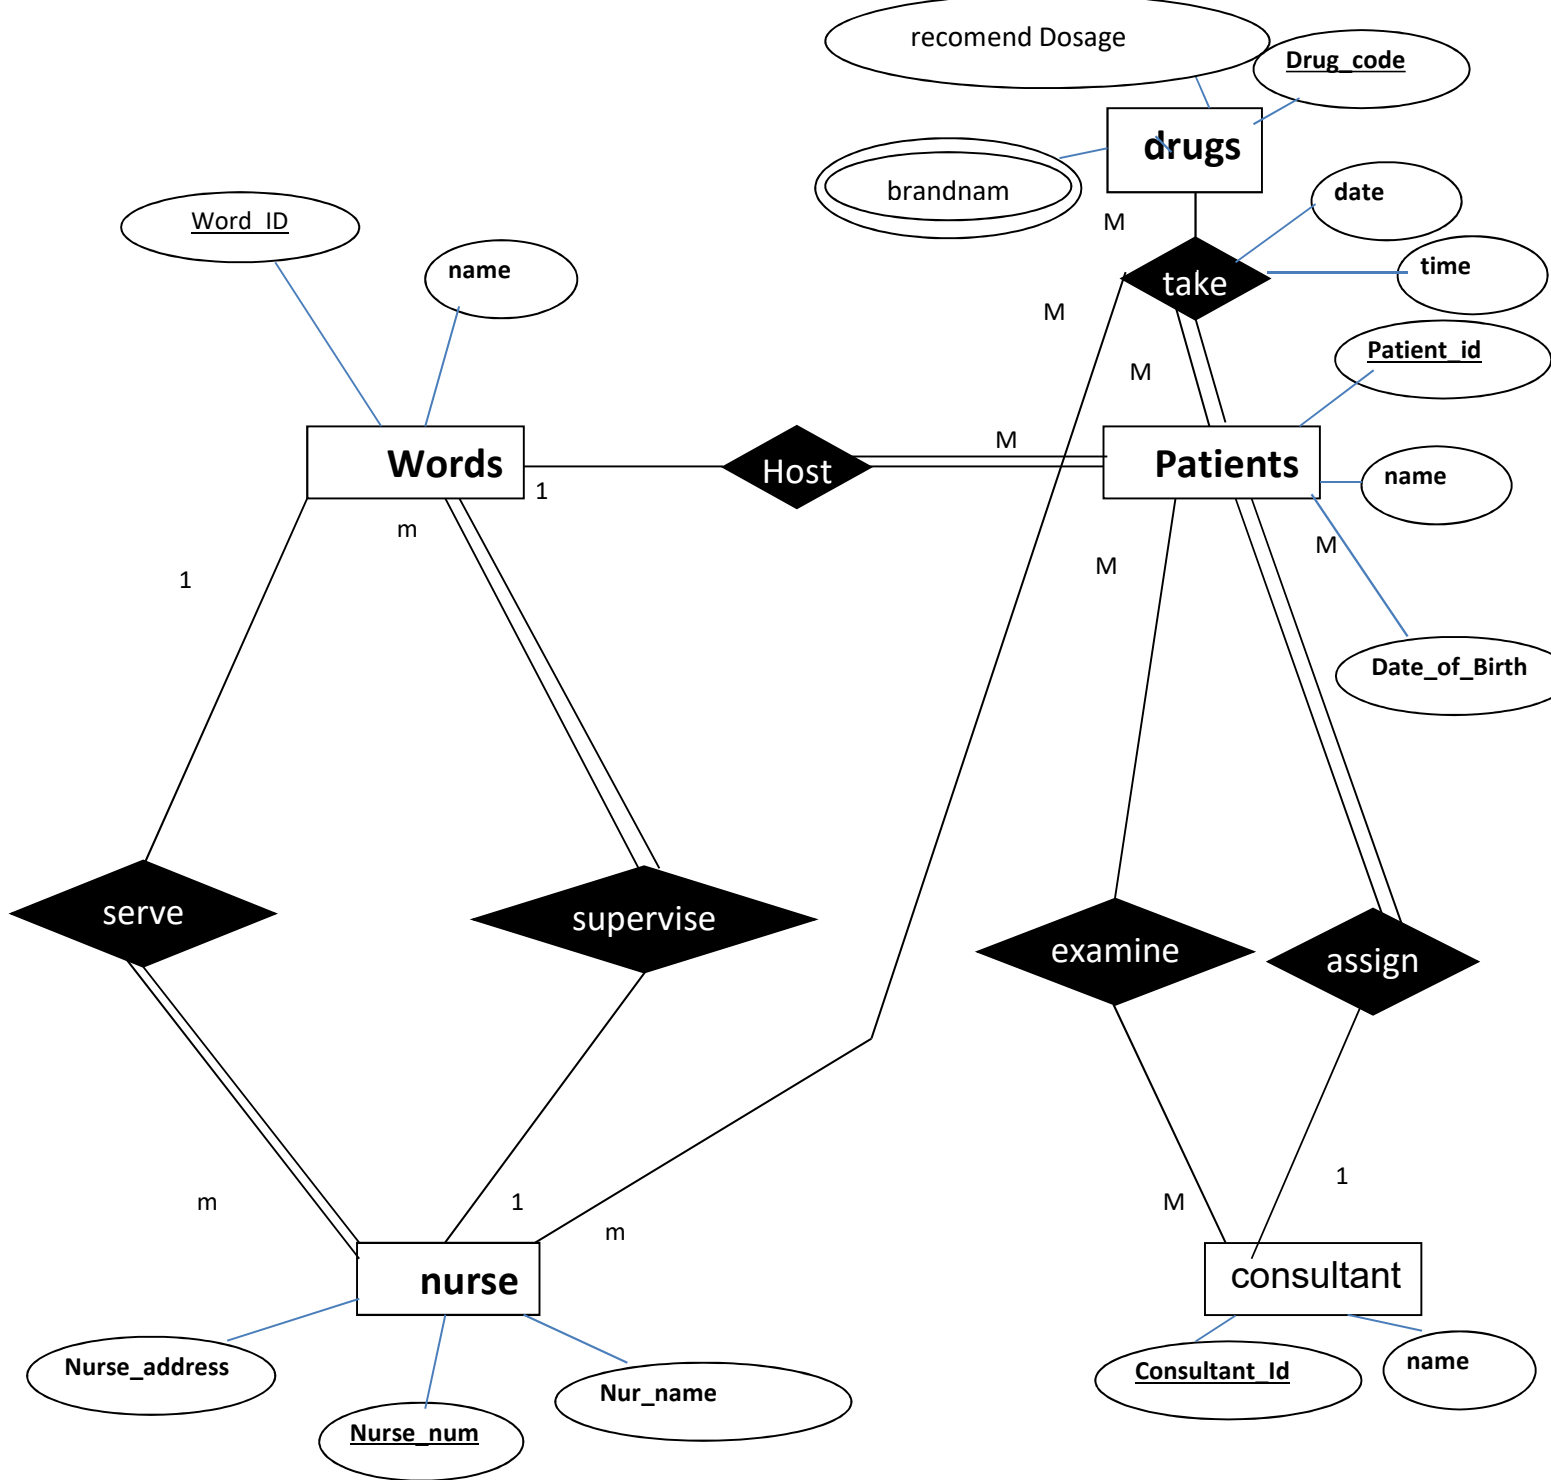 recomend Dosage
Drug_code
drugs
brandnam
M
date
Word_ID
name
take
time
M
Patient_id
M
Words
Host
M
Patients
name
1
m
M
M
1
Date_of_Birth
serve
supervise
examine
assign
m
1
m
M
1
nurse
consultant
Nurse_address
Nur_name
Nurse_num
Consultant_Id
name